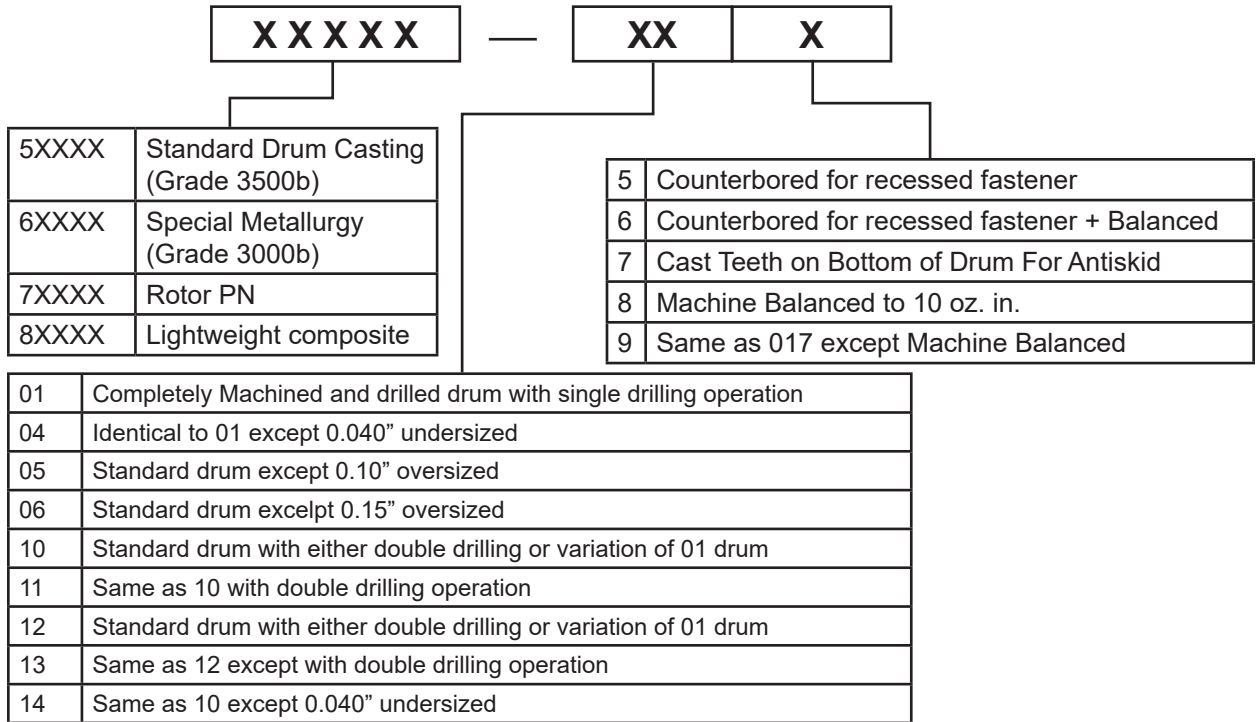 X X X X X — XX X
5XXXX Standard Drum Casting
(Grade 3500b)
6XXXX Special Metallurgy
(Grade 3000b)
7XXXX Rotor PN
8XXXX Lightweight composite
5 Counterbored for recessed fastener
6 Counterbored for recessed fastener + Balanced
7 Cast Teeth on Bottom of Drum For Antiskid
8 Machine Balanced to 10 oz. in.
9 Same as 017 except Machine Balanced
01 Completely Machined and drilled drum with single drilling operation
04 Identical to 01 except 0.040” undersized
05 Standard drum except 0.10” oversized
06 Standard drum excelpt 0.15” oversized
10 Standard drum with either double drilling or variation of 01 drum
11 Same as 10 with double drilling operation
12 Standard drum with either double drilling or variation of 01 drum
13 Same as 12 except with double drilling operation
14 Same as 10 except 0.040” undersized